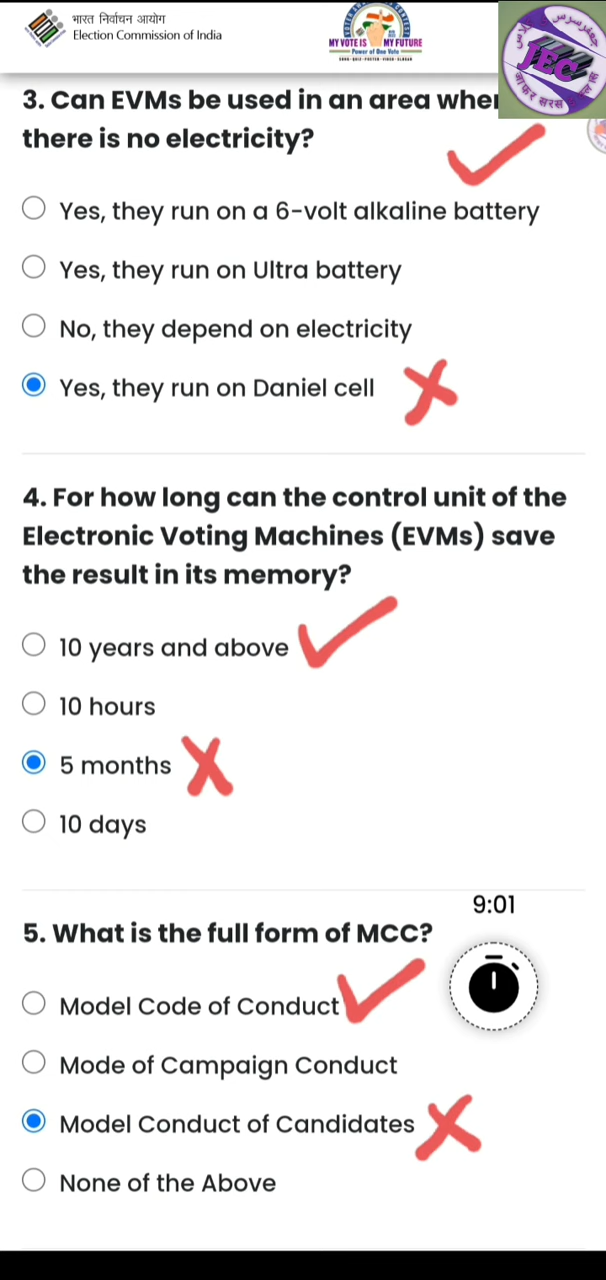 भारत निर्वाचन आयोग
Election Commission of India
MY VOTE IS MY FUTURE
Power of One Vote
JEC
3. Can EVMs be used in an area wher
there is no electricity?
Yes, they run on a 6-volt alkaline battery
Yes, they run on Ultra battery
No, they depend on electricity
Yes, they run on Daniel cell
4. For how long can the control unit of the
Electronic Voting Machines (EVMs) save
the result in its memory?
10 years and above
10 hours
5 months
10 days
9:01
5. What is the full form of MCC?
Model Code of Conduct
Mode of Campaign Conduct
Model Conduct of Candidates
None of the Above